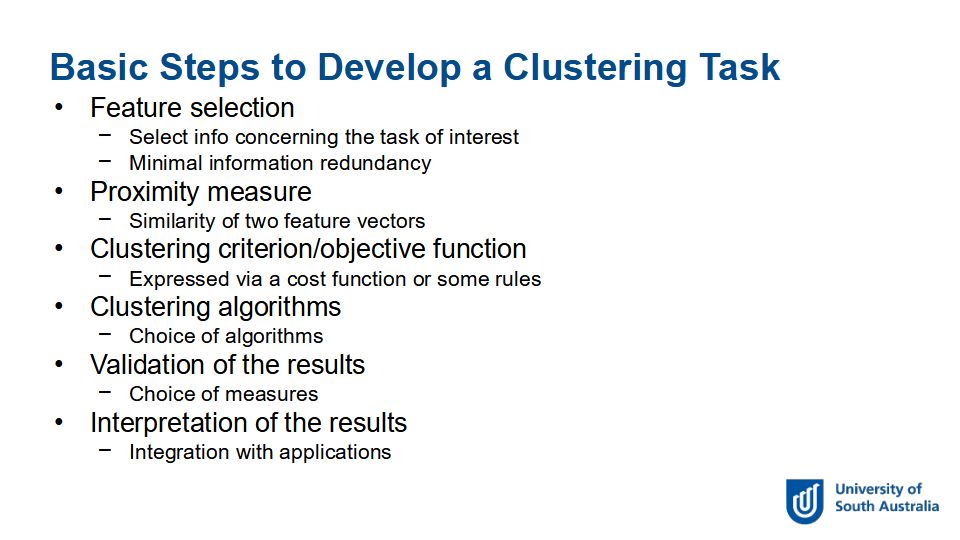 Basic Steps to Develop a Clustering Task
• Feature selection
– Select info concerning the task of interest
– Minimal information redundancy
• Proximity measure
– Similarity of two feature vectors
• Clustering criterion/objective function
– Expressed via a cost function or some rules
• Clustering algorithms
– Choice of algorithms
• Validation of the results
– Choice of measures
• Interpretation of the results
– Integration with applications
University of
South Australia